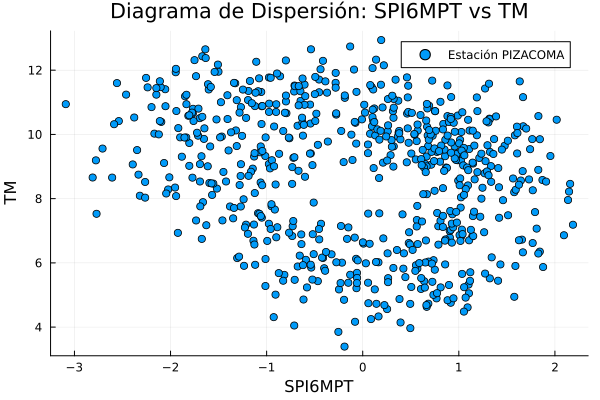 Diagrama de Dispersión: SPI6MPT vs TM
Estación PIZACOMA
TM
12
10
8
6
4
−3
−2
−1
0
1
2
SPI6MPT